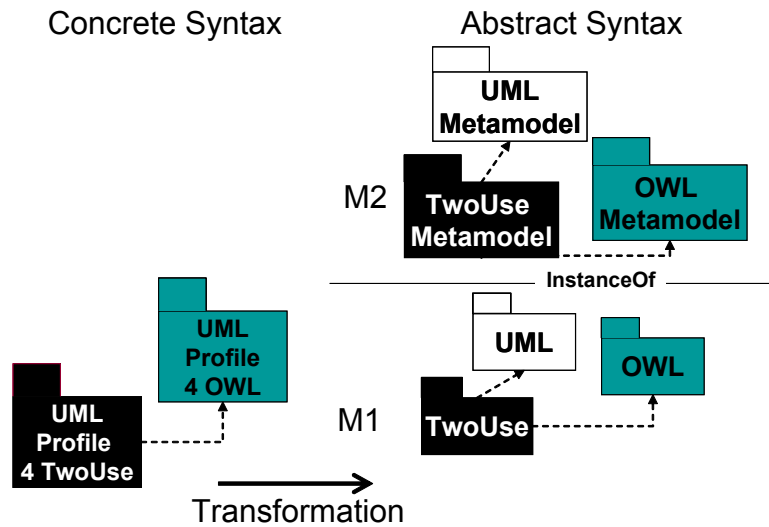 Concrete Syntax
Abstract Syntax
UML
Metamodel
M2
TwoUse
Metamodel
OWL
Metamodel
InstanceOf
UML
Profile
4 OWL
UML
Profile
4 TwoUse
M1
UML
OWL
TwoUse
Transformation